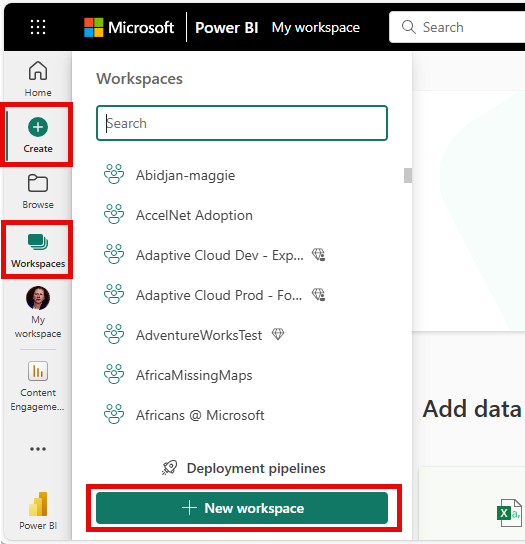 Microsoft Power BI My workspace Search
Home
Create
Browse
Workspaces
My
workspace
Content
Engageme...
Power BI
Workspaces
Search
Abidjan-maggie
AccelNet Adoption
Adaptive Cloud Dev - Exp...
Adaptive Cloud Prod - Fo...
AdventureWorksTest
AfricaMissingMaps
Africans @ Microsoft
Deployment pipelines
New workspace
Add data
X a,